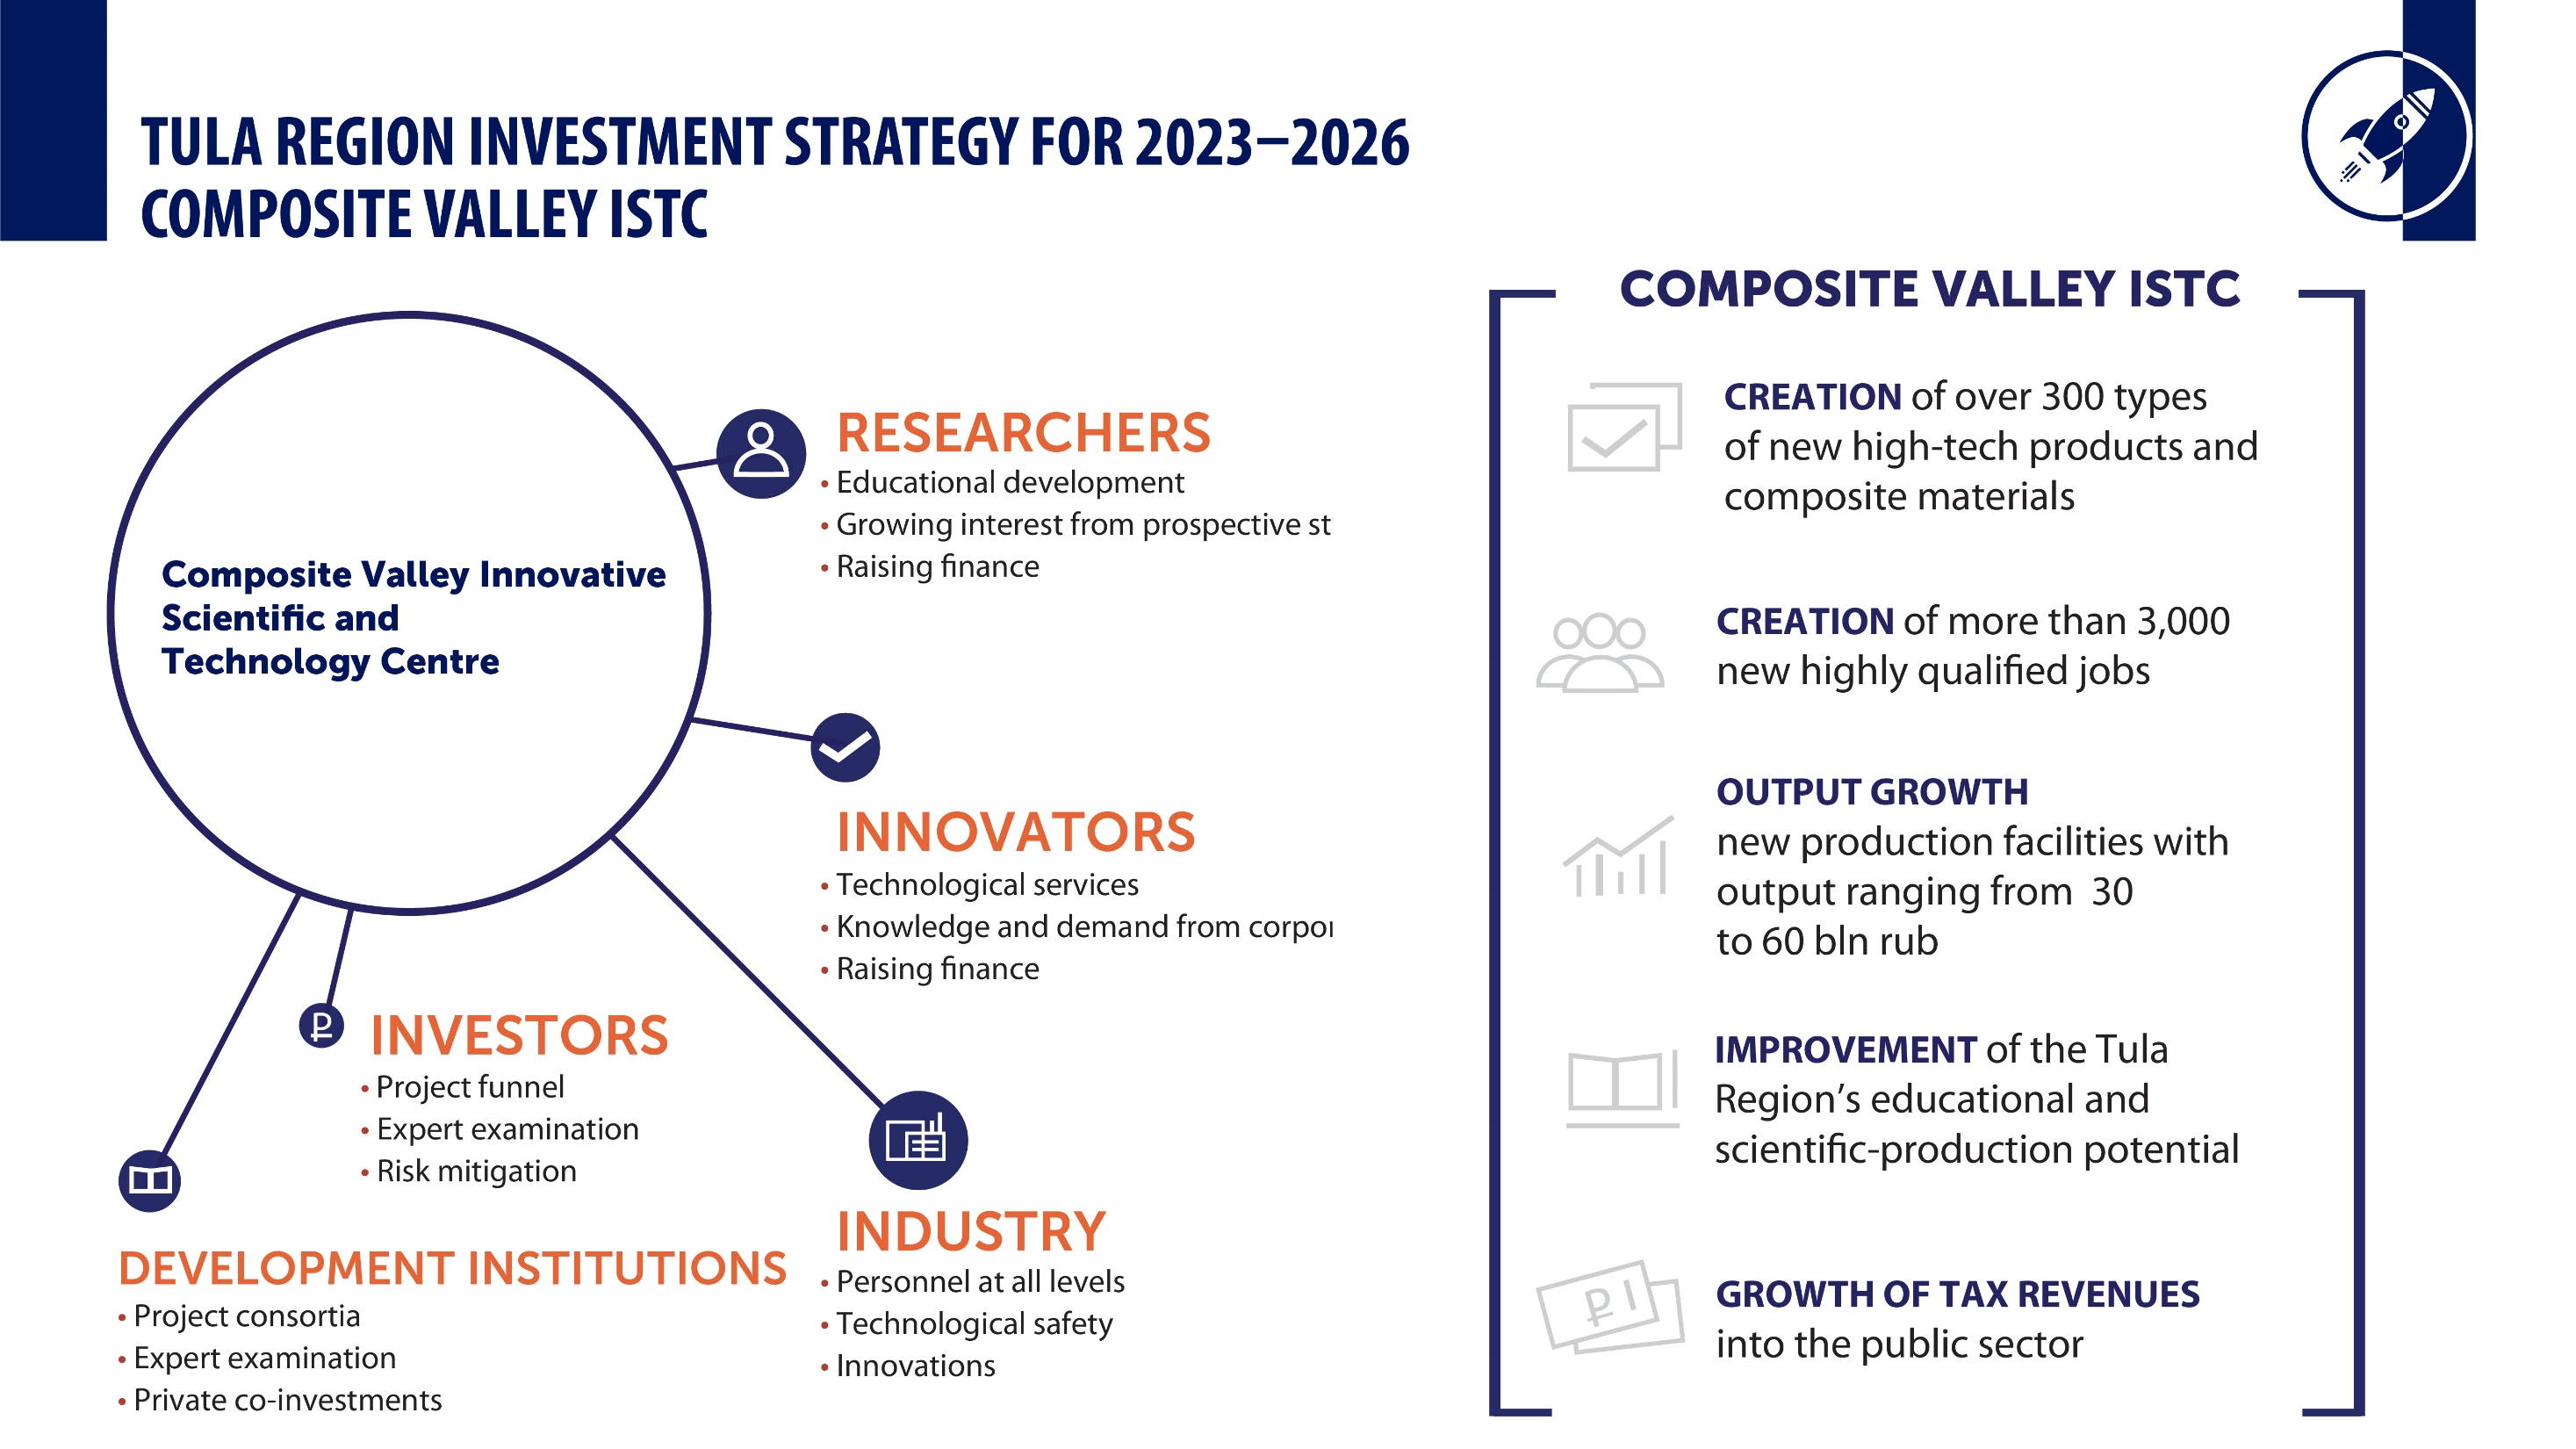 TULA REGION INVESTMENT STRATEGY FOR 2023–2026
COMPOSITE VALLEY ISTC
Composite Valley Innovative
Scientific and
Technology Centre
RESEARCHERS
• Educational development
• Growing interest from prospective st
• Raising finance
INNOVATORS
• Technological services
• Knowledge and demand from corpor
• Raising finance
INVESTORS
• Project funnel
• Expert examination
• Risk mitigation
DEVELOPMENT INSTITUTIONS
• Project consortia
• Expert examination
• Private co-investments
INDUSTRY
• Personnel at all levels
• Technological safety
• Innovations
COMPOSITE VALLEY ISTC
CREATION of over 300 types
of new high-tech products and
composite materials
CREATION of more than 3,000
new highly qualified jobs
OUTPUT GROWTH
new production facilities with
output ranging from 30
to 60 bln rub
IMPROVEMENT of the Tula
Region’s educational and
scientific-production potential
GROWTH OF TAX REVENUES
into the public sector